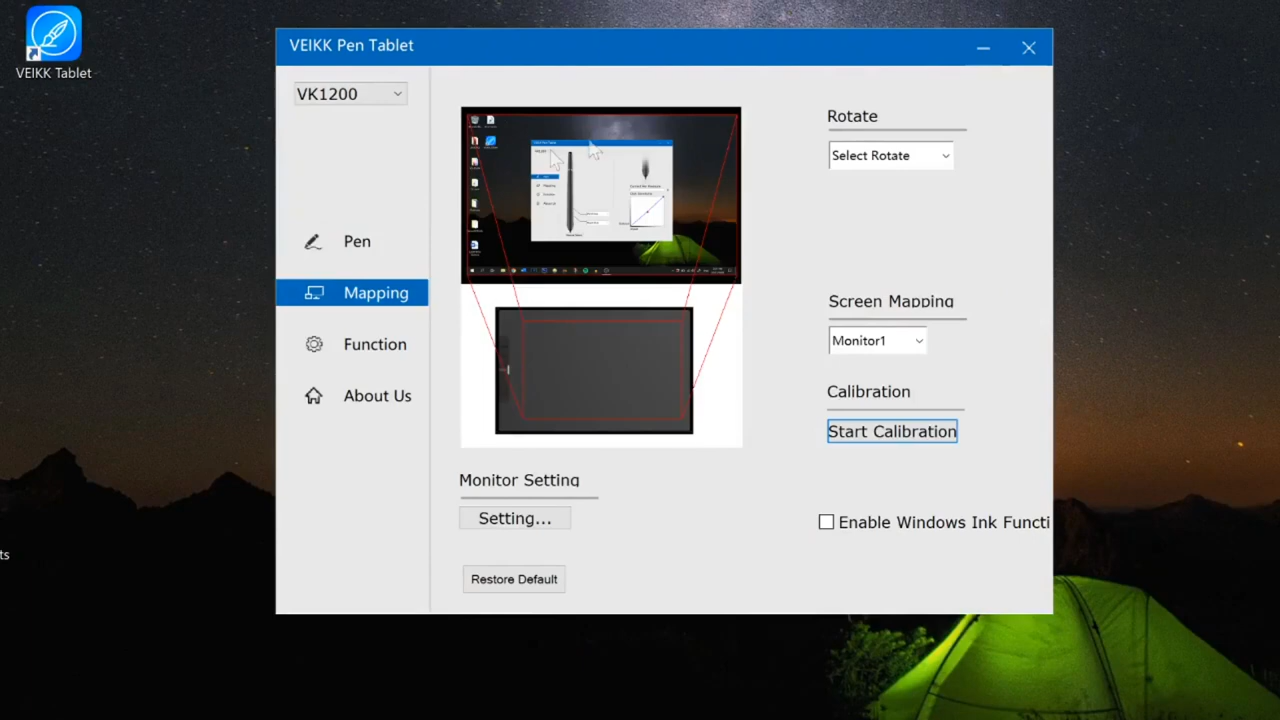 VEIKK Tablet
VEIKK Pen Tablet
VK1200
Pen
Mapping
Function
About Us
Rotate
Select Rotate
Screen Mapping
Monitor1
Calibration
Start Calibration
Monitor Setting
Setting...
Enable Windows Ink Functi
Restore Default
ts